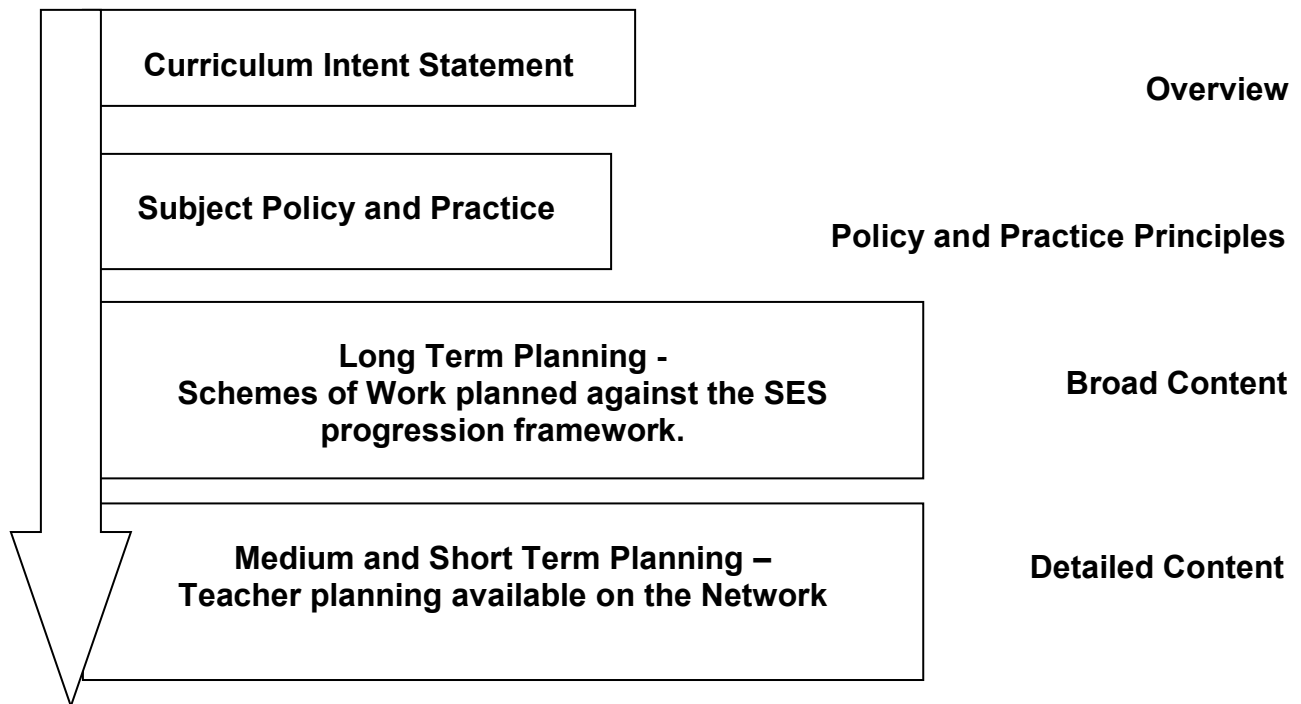 Curriculum Intent Statement
Overview
Subject Policy and Practice
Policy and Practice Principles
Long Term Planning -
Schemes of Work planned against the SES
progression framework.
Broad Content
Medium and Short Term Planning –
Teacher planning available on the Network
Detailed Content